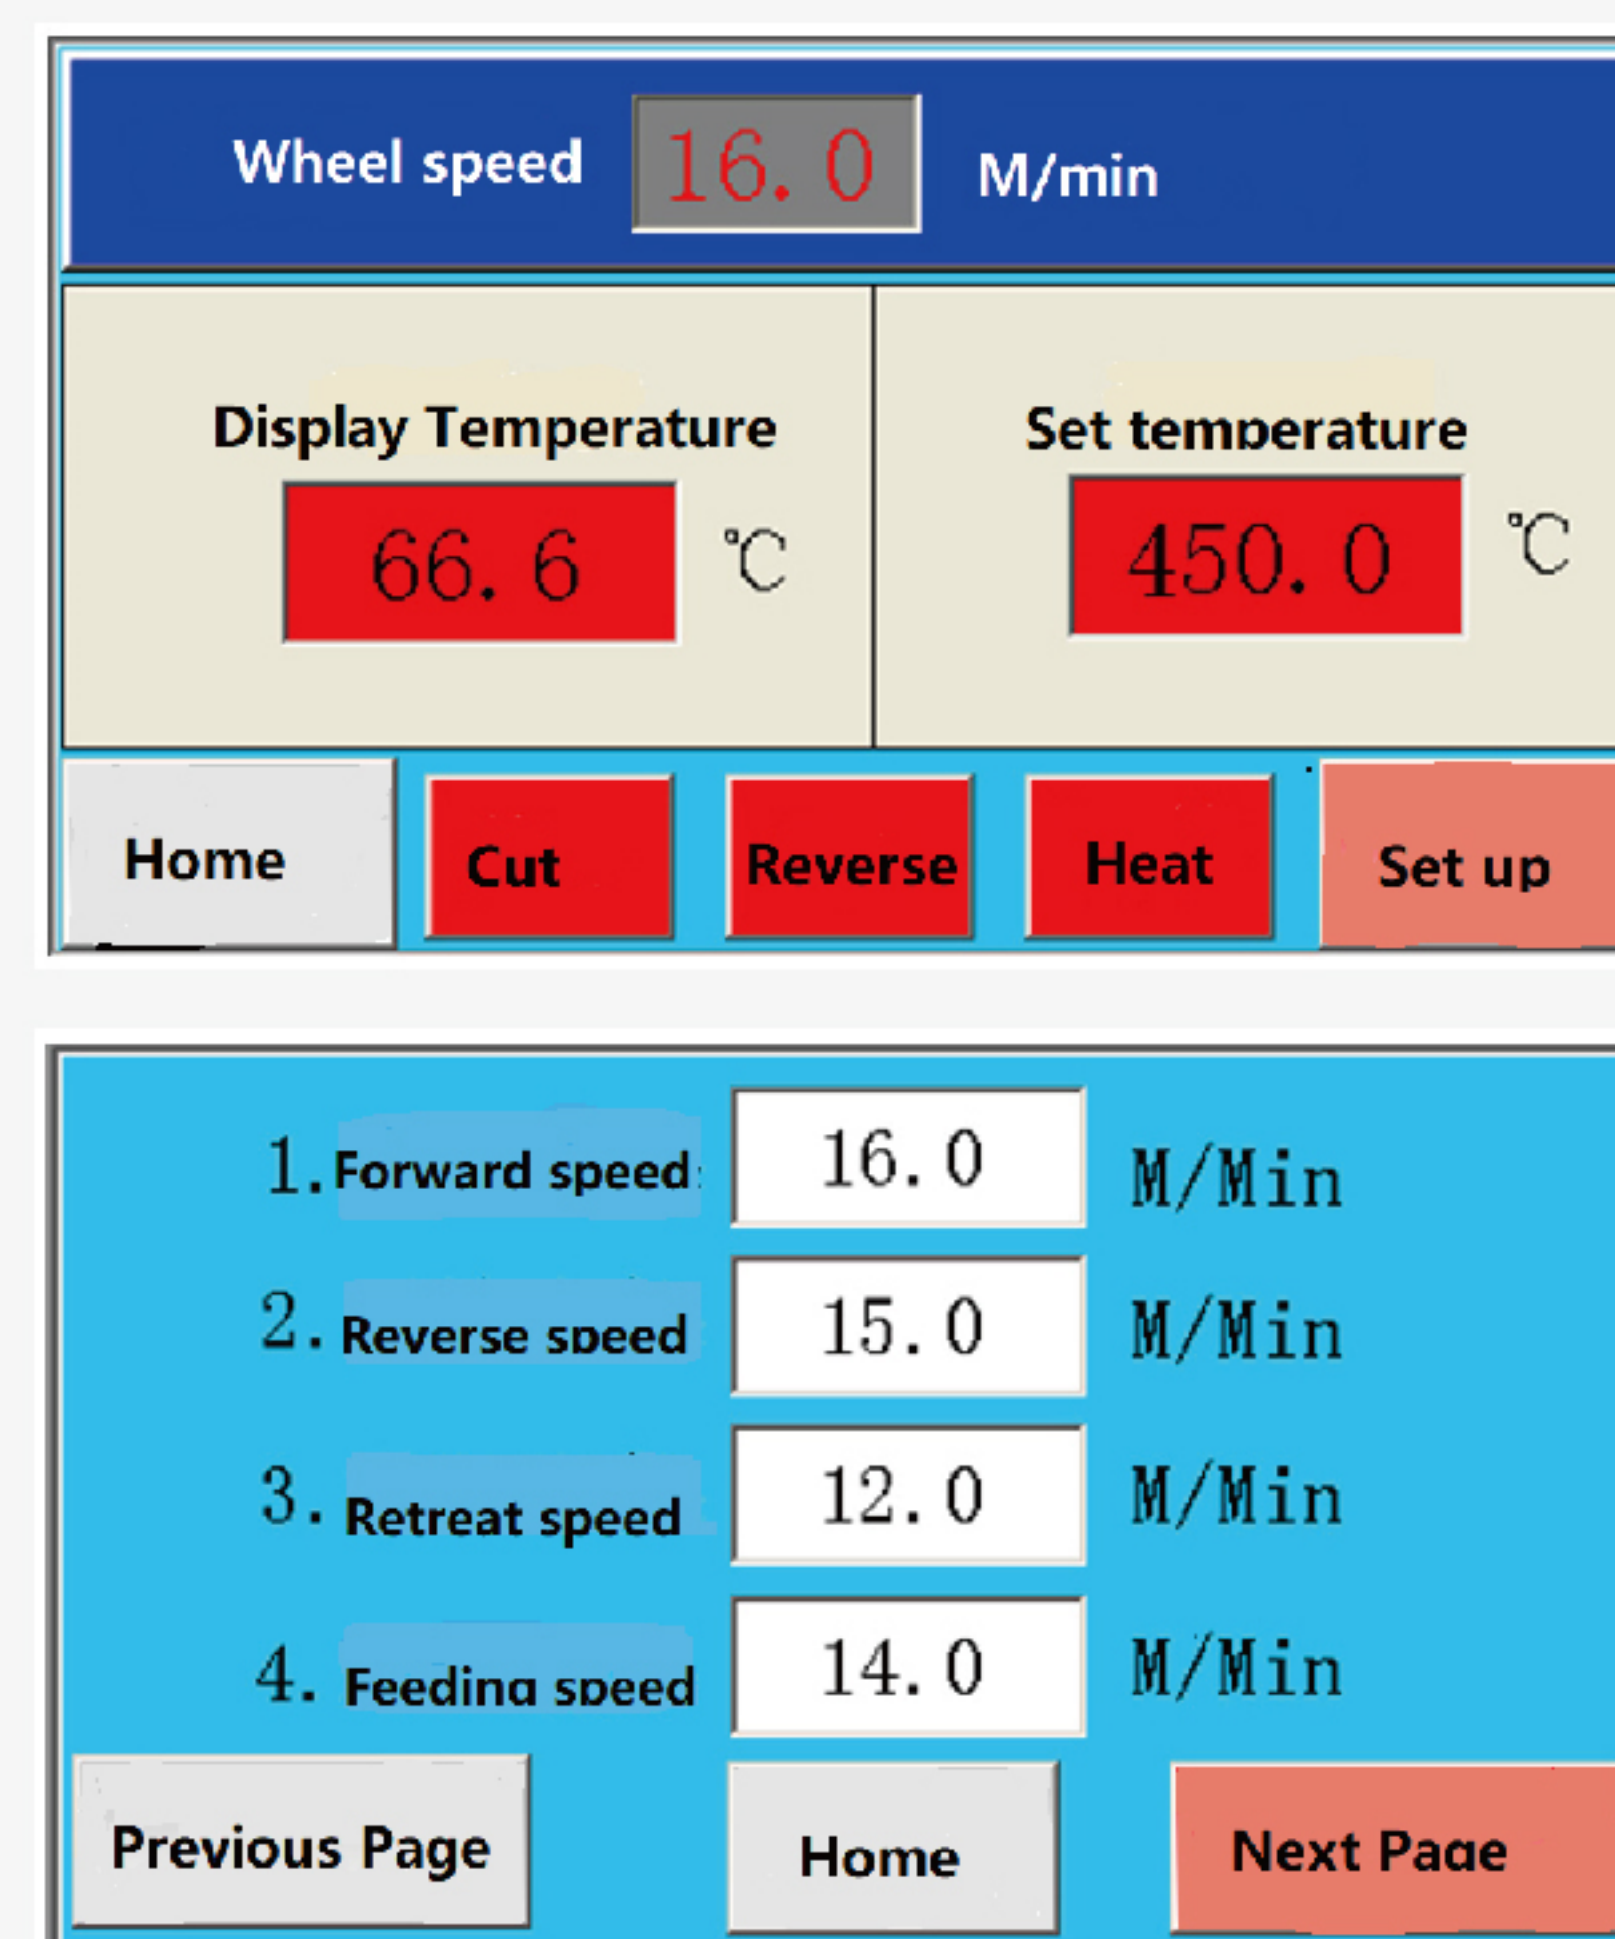 Wheel speed 16.0 M/min
Display Temperature Set temperature
66.6 ℃ 450.0 ℃
Home Cut Reverse Heat Set up
1. Forward speed: 16.0 M/Min
2. Reverse speed 15.0 M/Min
3. Retreat speed 12.0 M/Min
4. Feeding speed 14.0 M/Min
Previous Page Home Next Page